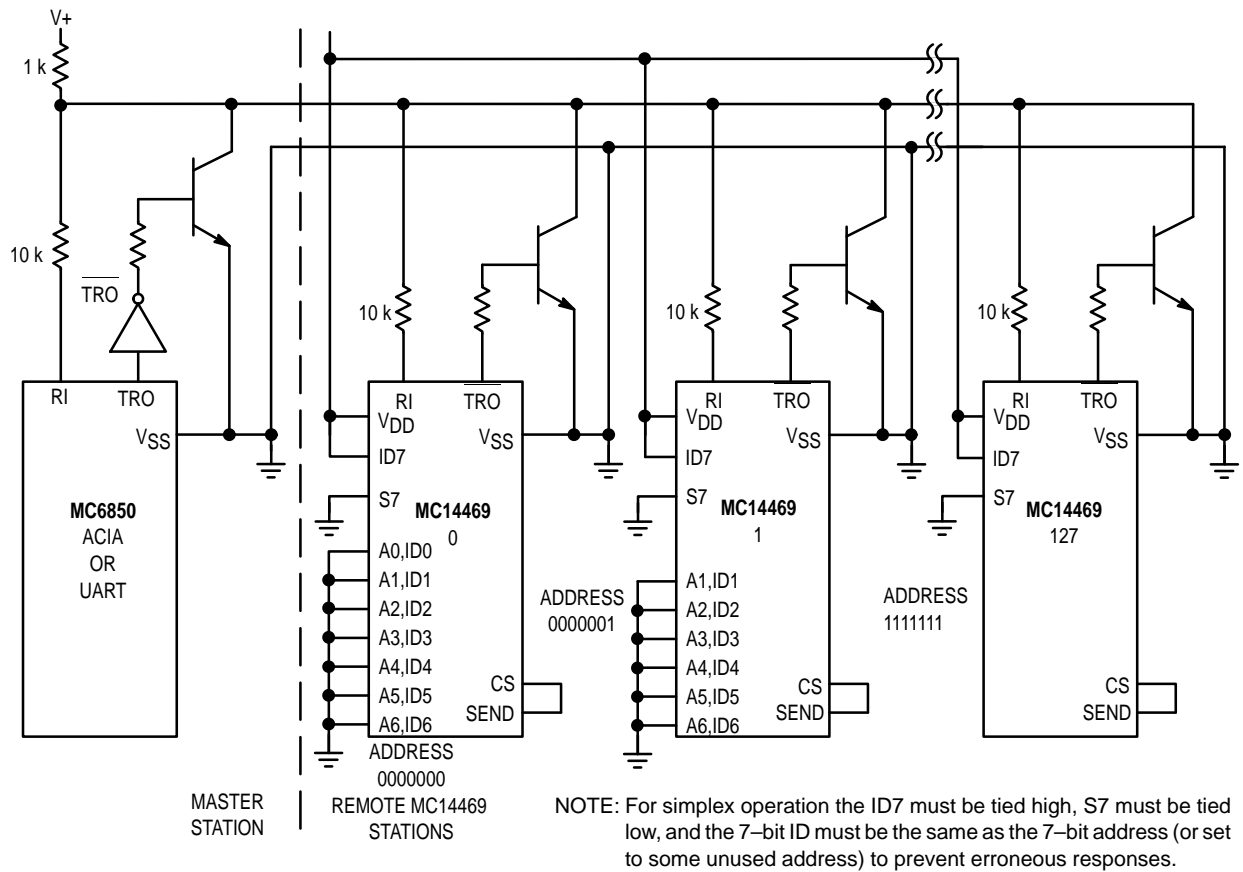 V+
1 k
10 k
TRO
RI
TRO
VSS
MC6850
ACIA
OR
UART
MASTER
STATION
10 k
RI
TRO
VDD
VSS
ID7
S7
MC14469
0
A0,ID0
A1,ID1
A2,ID2
A3,ID3
A4,ID4
A5,ID5
A6,ID6
CS
SEND
ADDRESS
0000000
REMOTE MC14469
STATIONS
10 k
RI
TRO
VDD
VSS
ID7
S7
MC14469
1
ADDRESS
0000001
A1,ID1
A2,ID2
A3,ID3
A4,ID4
A5,ID5
A6,ID6
CS
SEND
10 k
RI
TRO
VDD
VSS
ID7
S7
MC14469
127
ADDRESS
1111111
CS
SEND
NOTE: For simplex operation the ID7 must be tied high, S7 must be tied
low, and the 7–bit ID must be the same as the 7–bit address (or set
to some unused address) to prevent erroneous responses.